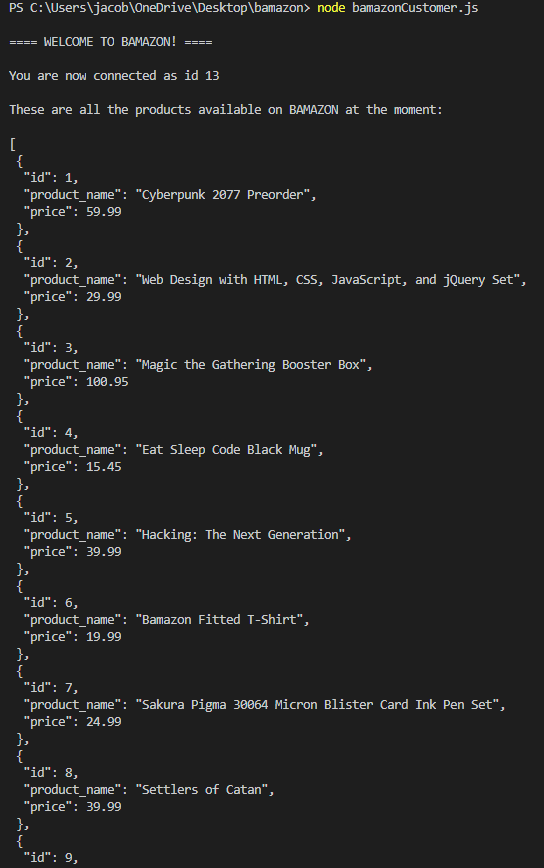 PS C:\Users\jacob\OneDrive\Desktop\bamazon> node bamazonCustomer.js
==== WELCOME TO BAMAZON! ====
You are now connected as id 13
These are all the products available on BAMAZON at the moment:
[
{
"id": 1,
"product_name": "Cyberpunk 2077 Preorder",
"price": 59.99
},
{
"id": 2,
"product_name": "Web Design with HTML, CSS, JavaScript, and jQuery Set",
"price": 29.99
},
{
"id": 3,
"product_name": "Magic the Gathering Booster Box",
"price": 100.95
},
{
"id": 4,
"product_name": "Eat Sleep Code Black Mug",
"price": 15.45
},
{
"id": 5,
"product_name": "Hacking: The Next Generation",
"price": 39.99
},
{
"id": 6,
"product_name": "Bamazon Fitted T-Shirt",
"price": 19.99
},
{
"id": 7,
"product_name": "Sakura Pigma 30064 Micron Blister Card Ink Pen Set",
"price": 24.99
},
{
"id": 8,
"product_name": "Settlers of Catan",
"price": 39.99
},
{
"id": 9,